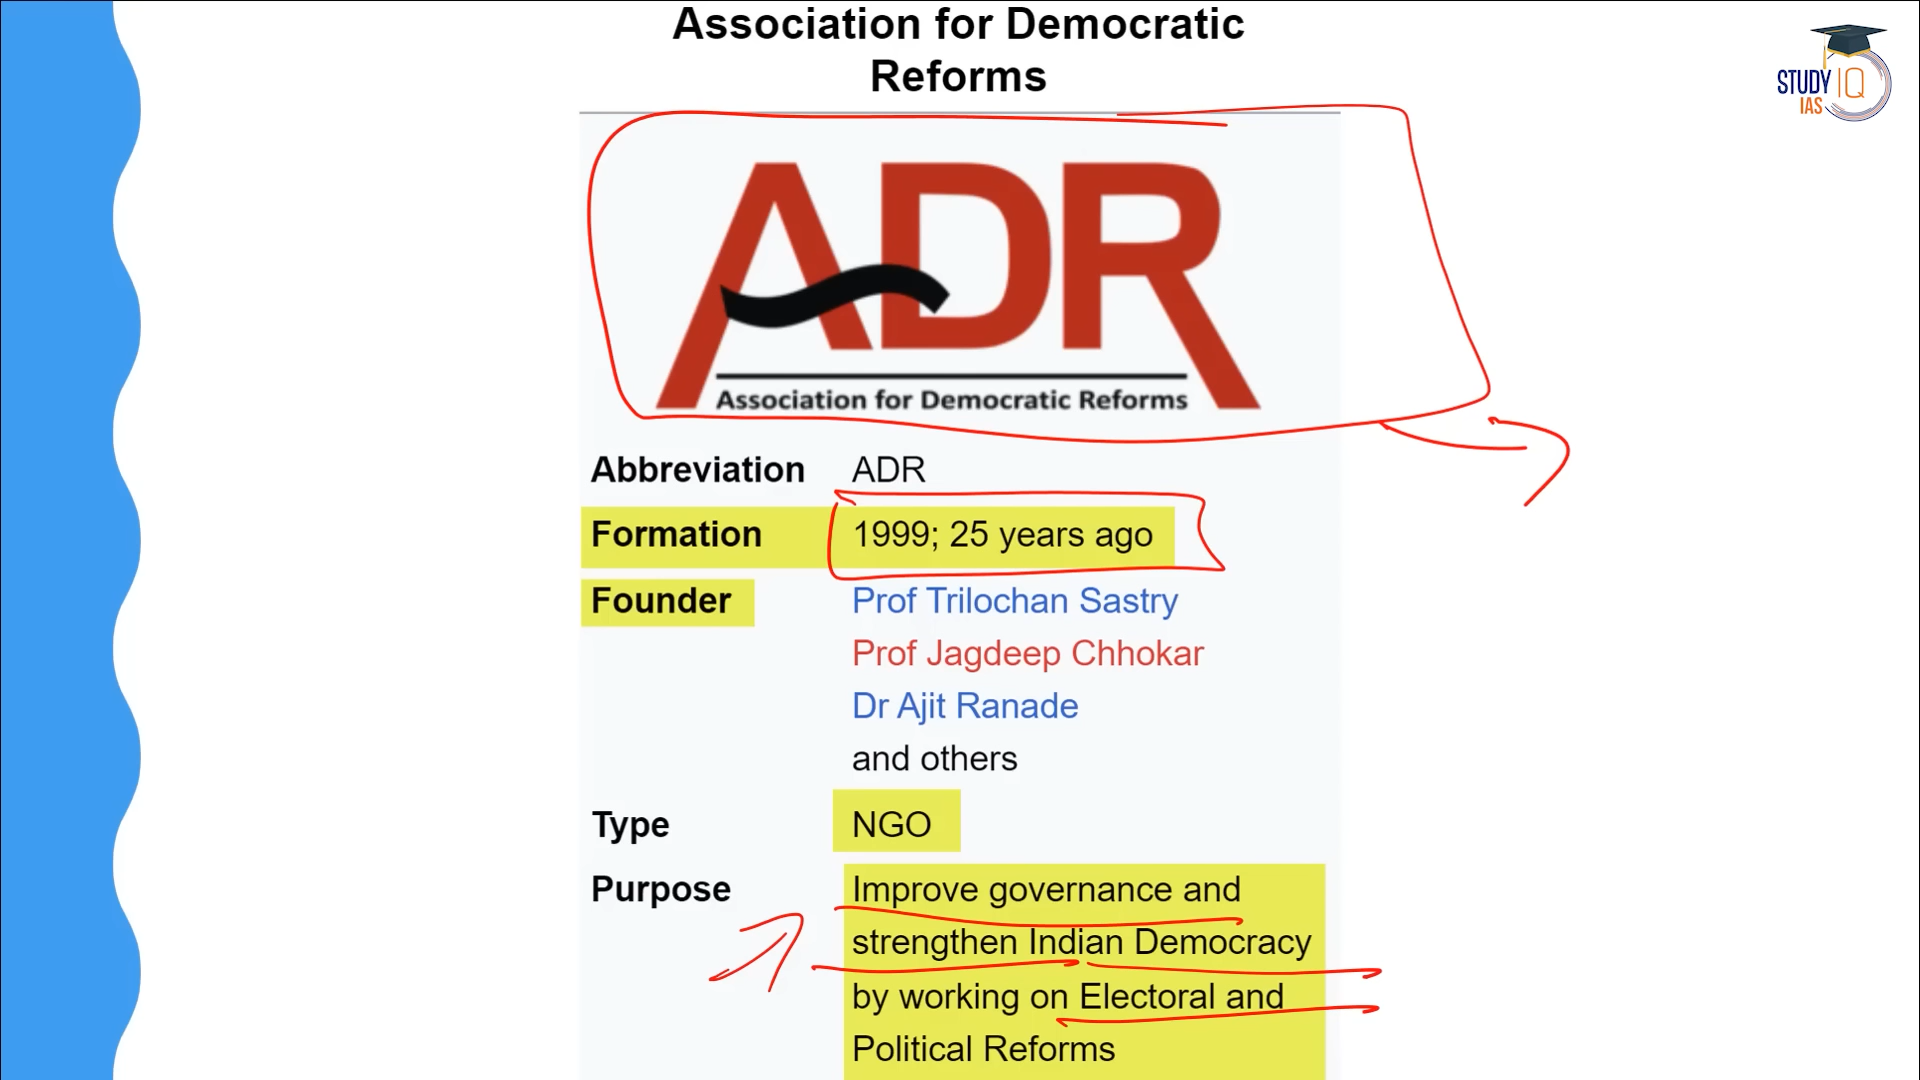 Association for Democratic
Reforms
STUDY IQ
IAS
ADR
Association for Democratic Reforms
Abbreviation ADR
Formation 1999; 25 years ago
Founder Prof Trilochan Sastry
Prof Jagdeep Chhokar
Dr Ajit Ranade
and others
Type NGO
Purpose Improve governance and
strengthen Indian Democracy
by working on Electoral and
Political Reforms